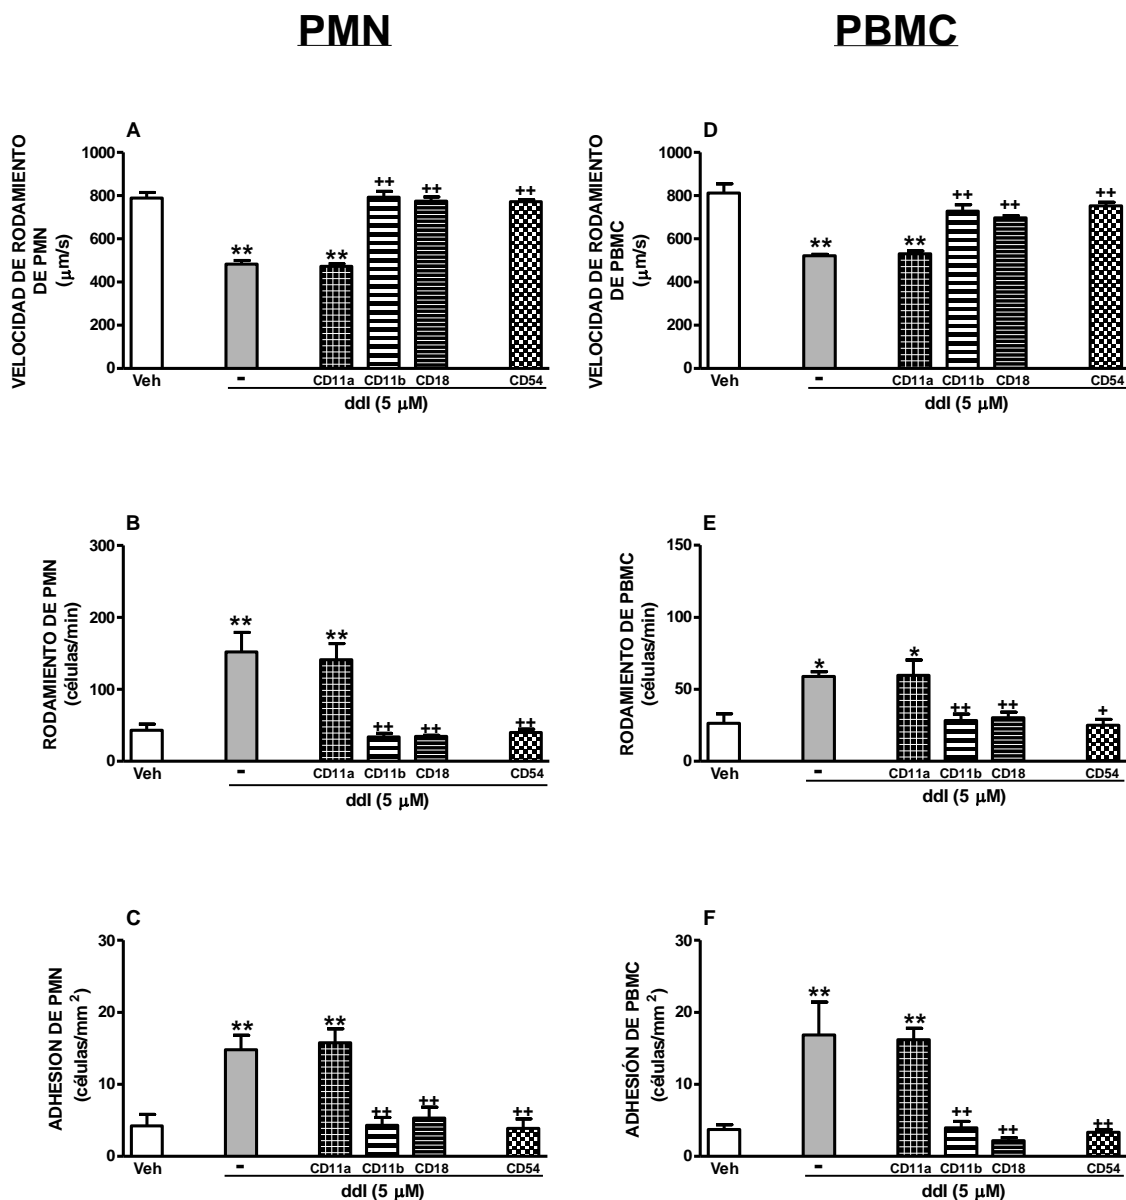 PMN
PBMC
A
VELOCIDAD DE RODAMIENTO
DE PMN
(μm/s)
1000
800
600
400
200
0
**
**
++
++
++
Veh
-
CD11a
CD11b
CD18
CD54
ddI (5 μM)
D
VELOCIDAD DE RODAMIENTO
DE PBMC
(μm/s)
1000
800
600
400
200
0
**
**
++
++
++
Veh
-
CD11a
CD11b
CD18
CD54
ddI (5 μM)
B
RODAMIENTO DE PMN
(células/min)
300
200
100
0
**
**
++
++
++
Veh
-
CD11a
CD11b
CD18
CD54
ddI (5 μM)
E
RODAMIENTO DE PBMC
(células/min)
150
100
50
0
*
*
++
++
+
Veh
-
CD11a
CD11b
CD18
CD54
ddI (5 μM)
C
ADHESION DE PMN
(células/mm²)
30
20
10
0
**
**
++
++
++
Veh
-
CD11a
CD11b
CD18
CD54
ddI (5 μM)
F
ADHESIÓN DE PBMC
(células/mm²)
30
20
10
0
**
**
++
++
++
Veh
-
CD11a
CD11b
CD18
CD54
ddI (5 μM)